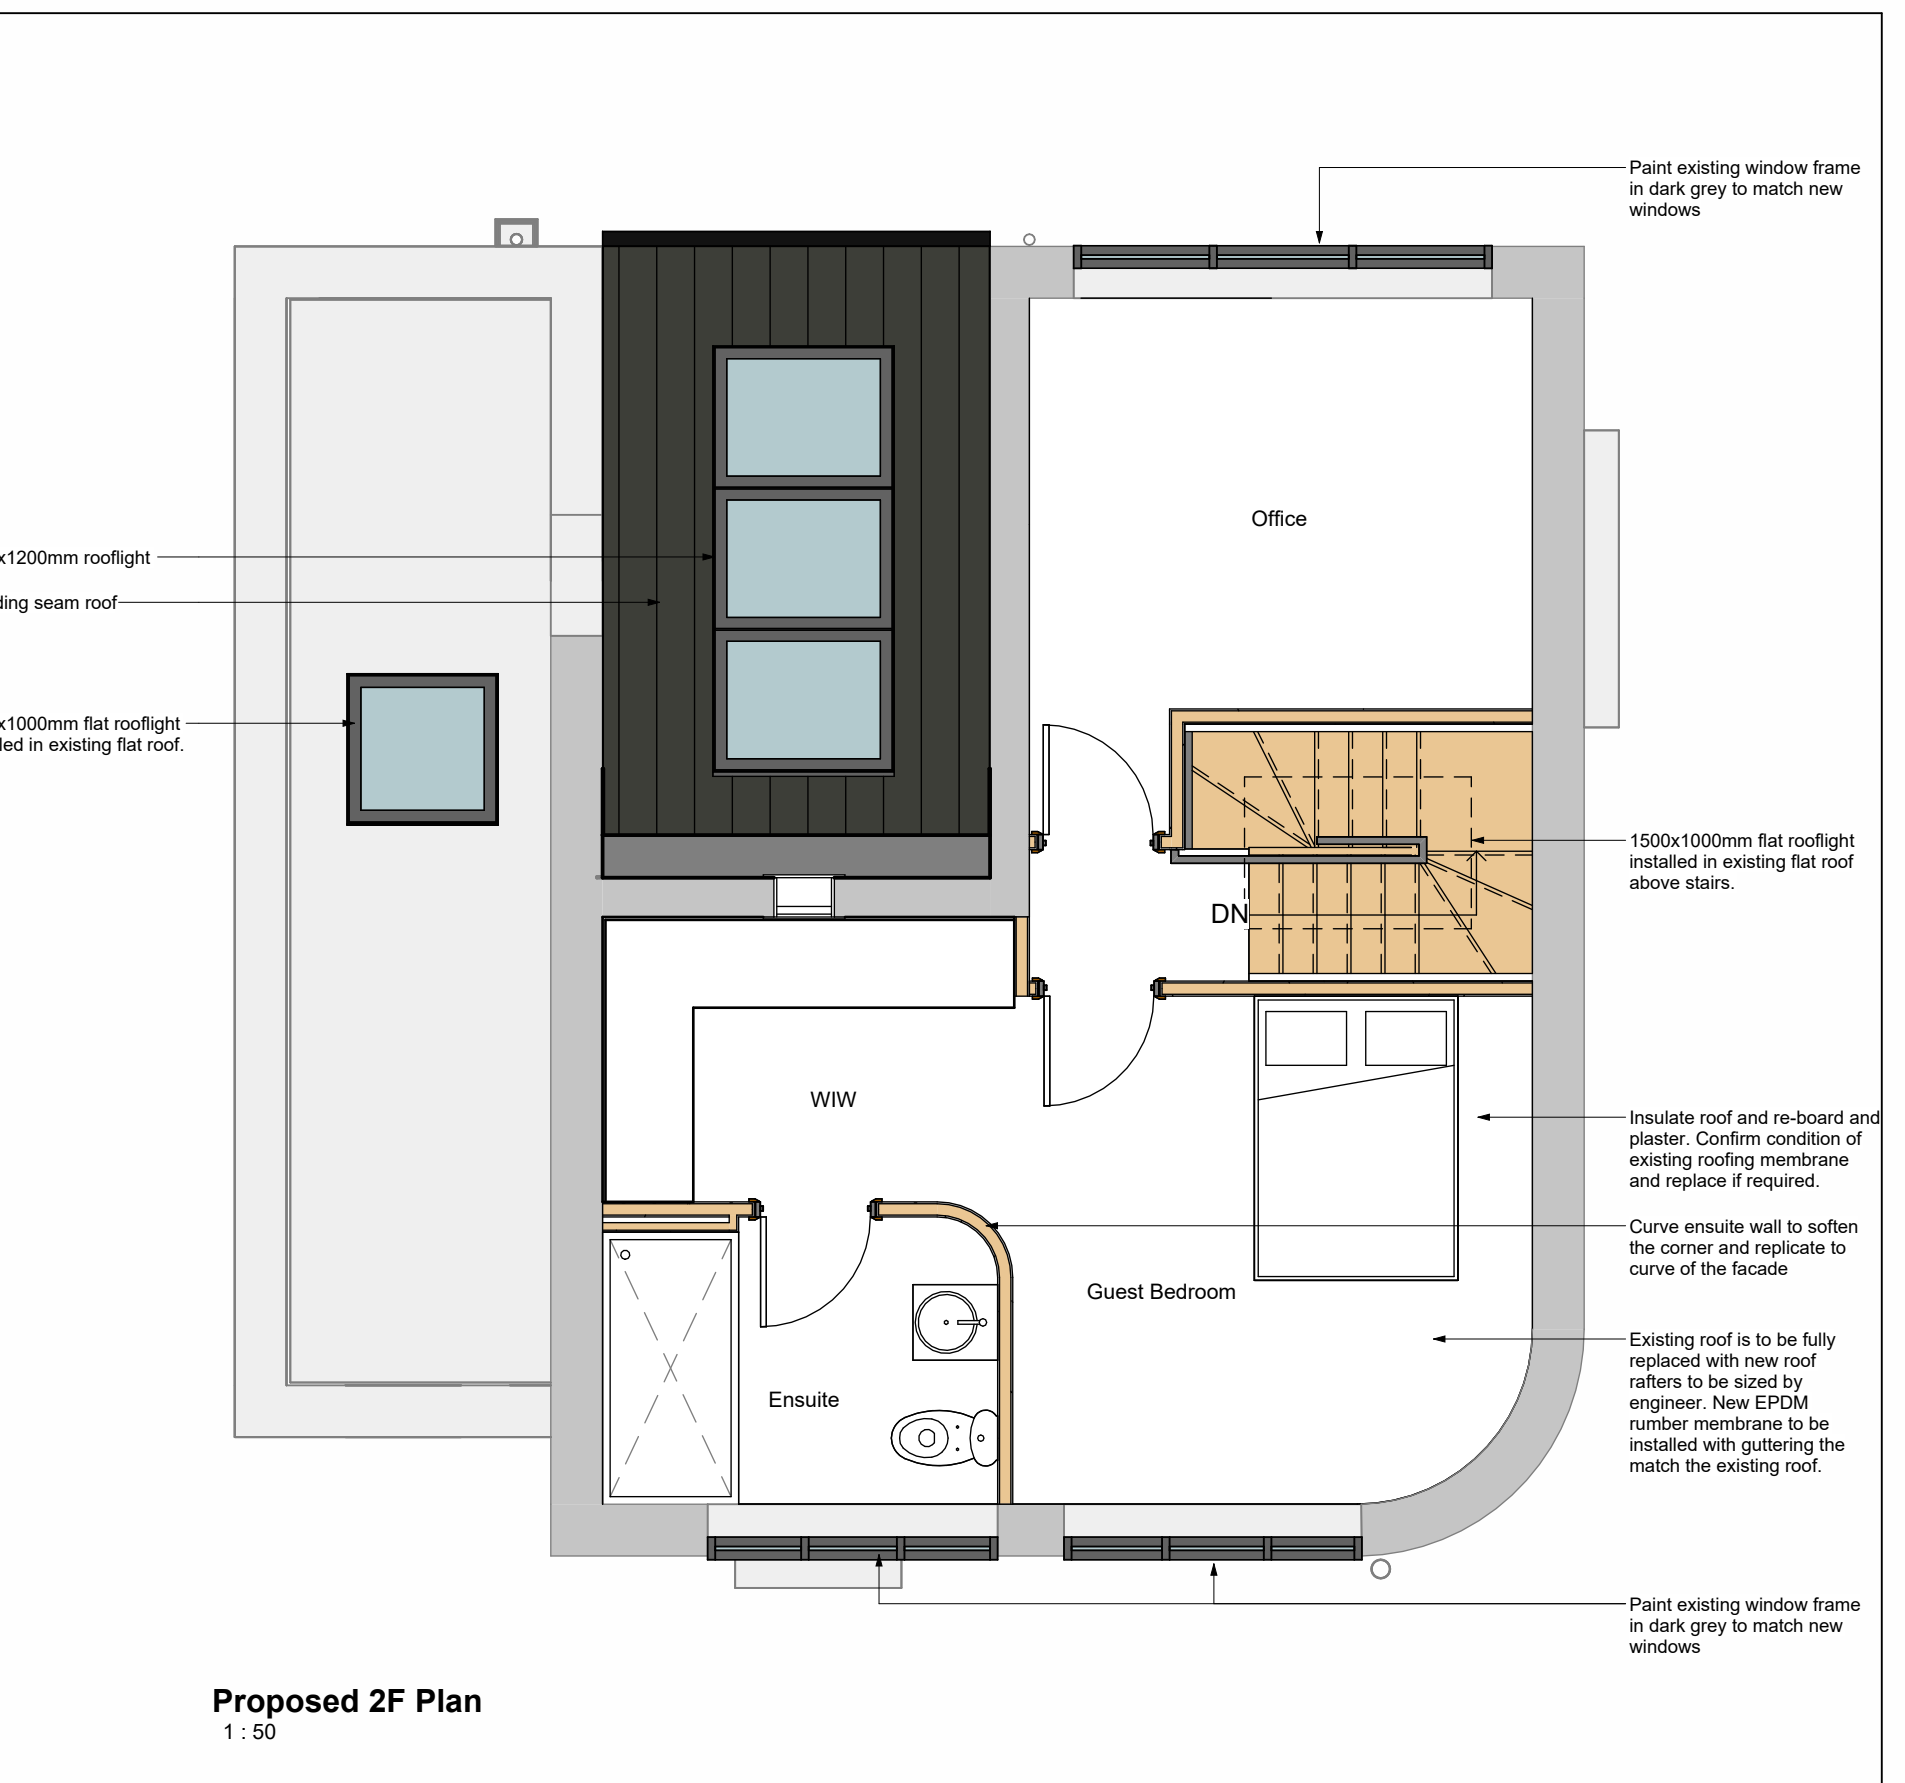 Paint existing window frame
in dark grey to match new
windows
Office
x1200mm rooflight
ding seam roof
x1000mm flat rooflight
led in existing flat roof.
1500x1000mm flat rooflight
installed in existing flat roof
above stairs.
DN
WIW
Insulate roof and re-board and
plaster. Confirm condition of
existing roofing membrane
and replace if required.
Curve ensuite wall to soften
the corner and replicate to
curve of the facade
Guest Bedroom
Existing roof is to be fully
replaced with new roof
rafters to be sized by
engineer. New EPDM
rumber membrane to be
installed with guttering the
match the existing roof.
Ensuite
Paint existing window frame
in dark grey to match new
windows
Proposed 2F Plan
1 : 50